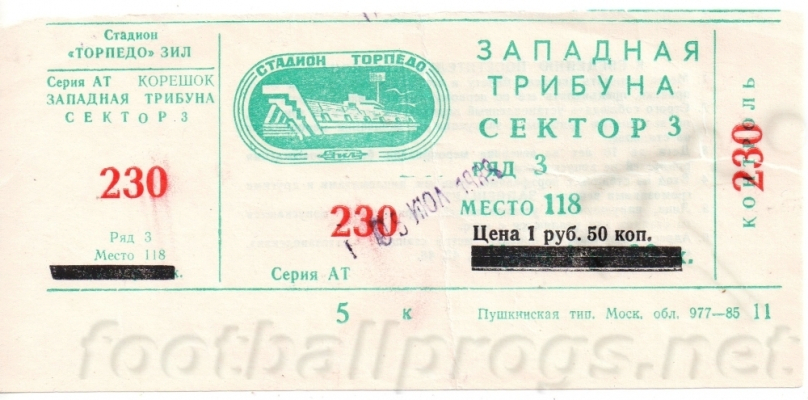 Стадион
«ТОРПЕДО» ЗИЛ
Серия АТ КОРЕШОК
ЗАПАДНАЯ ТРИБУНА
СЕКТОР 3
230
Ряд 3
Место 118
к.
СТАДИОН ТОРПЕДО
ЗИЛ
230
ИЮЛ
Серия АТ
5 к
ЗАПАДНАЯ
ТРИБУНА
СЕКТОР 3
РЯД 3
МЕСТО 118
Цена 1 руб. 50 коп.
к.
Пушкинская тип. Моск. обл. 977—85 11
КОНТРОЛЬ
230
footballprogs.net